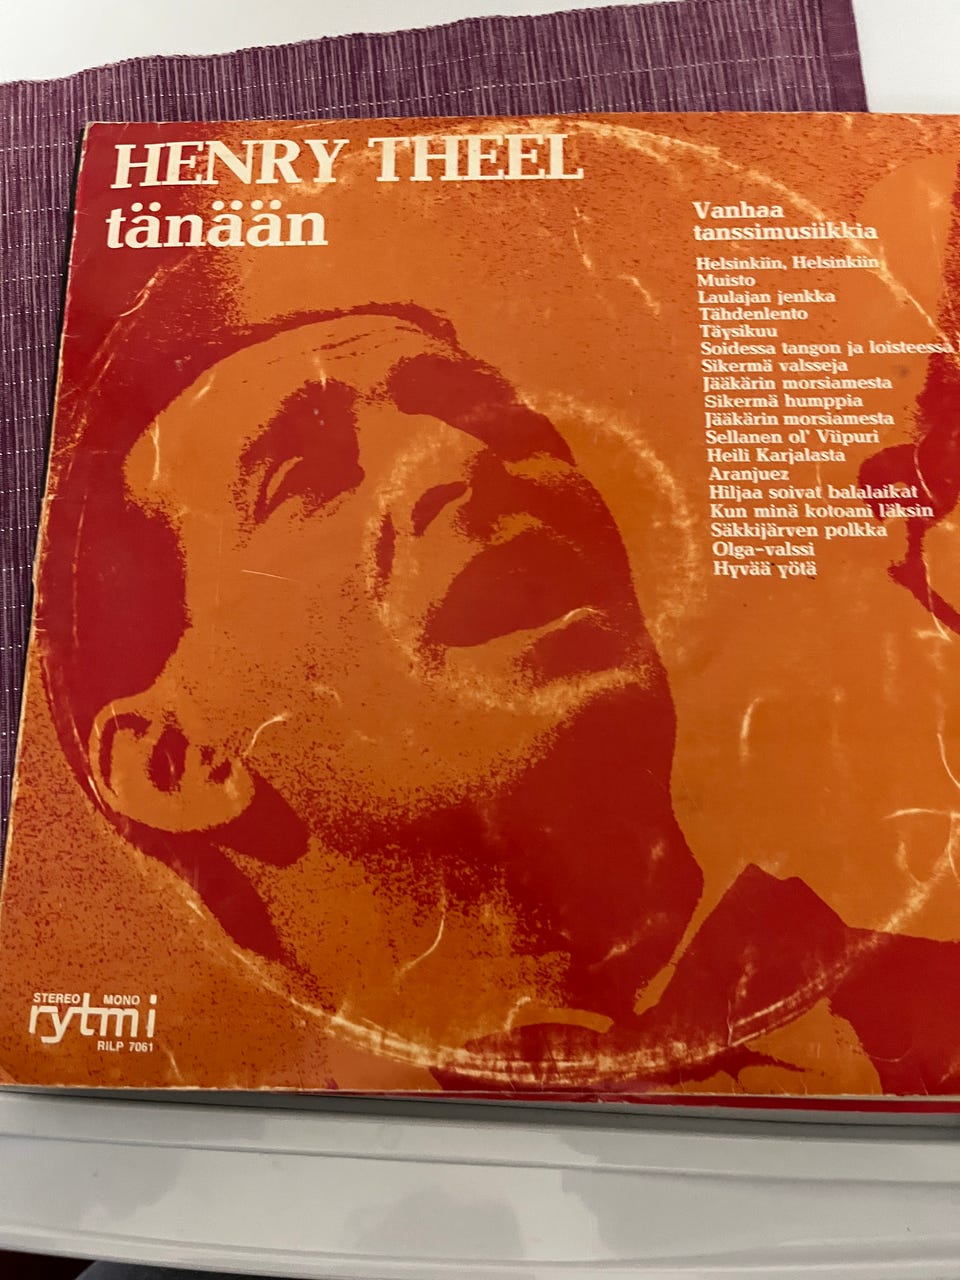 HENRY THEEL
tänään
Vanhaa
tanssimusiikkia
Helsinkiin, Helsinkiin
Muisto
Laulajan jenkka
Tähdenlento
Täysikuu
Soidessa tangon ja loisteessa
Sikermä valsseja
Jääkärin morsiamesta
Sikermä humppia
Jääkärin morsiamesta
Sellanen ol' Viipuri
Heili Karjalasta
Aranjuez
Hiljaa soivat balalaikat
Kun minä kotoani läksin
Säkkijärven polkka
Olga-valssi
Hyvää yötä
STEREO MONO
rytmi
RILP 7061